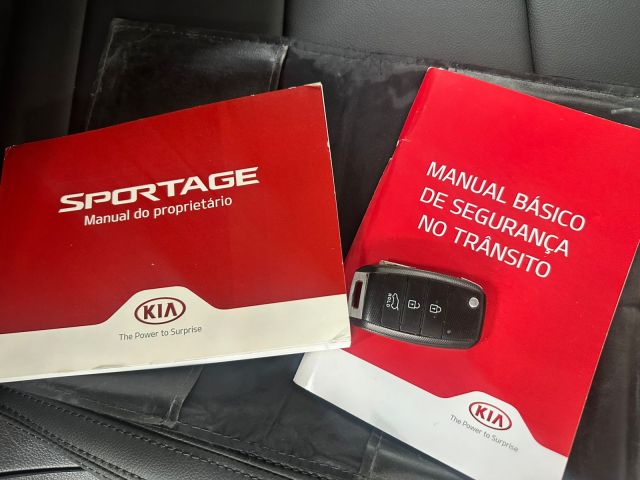 SPORTAGE
Manual do proprietário
KIA
The Power to Surprise
MANUAL BÁSICO
DE SEGURANÇA
NO TRÂNSITO
HOLD
KIA
The Power to Surprise